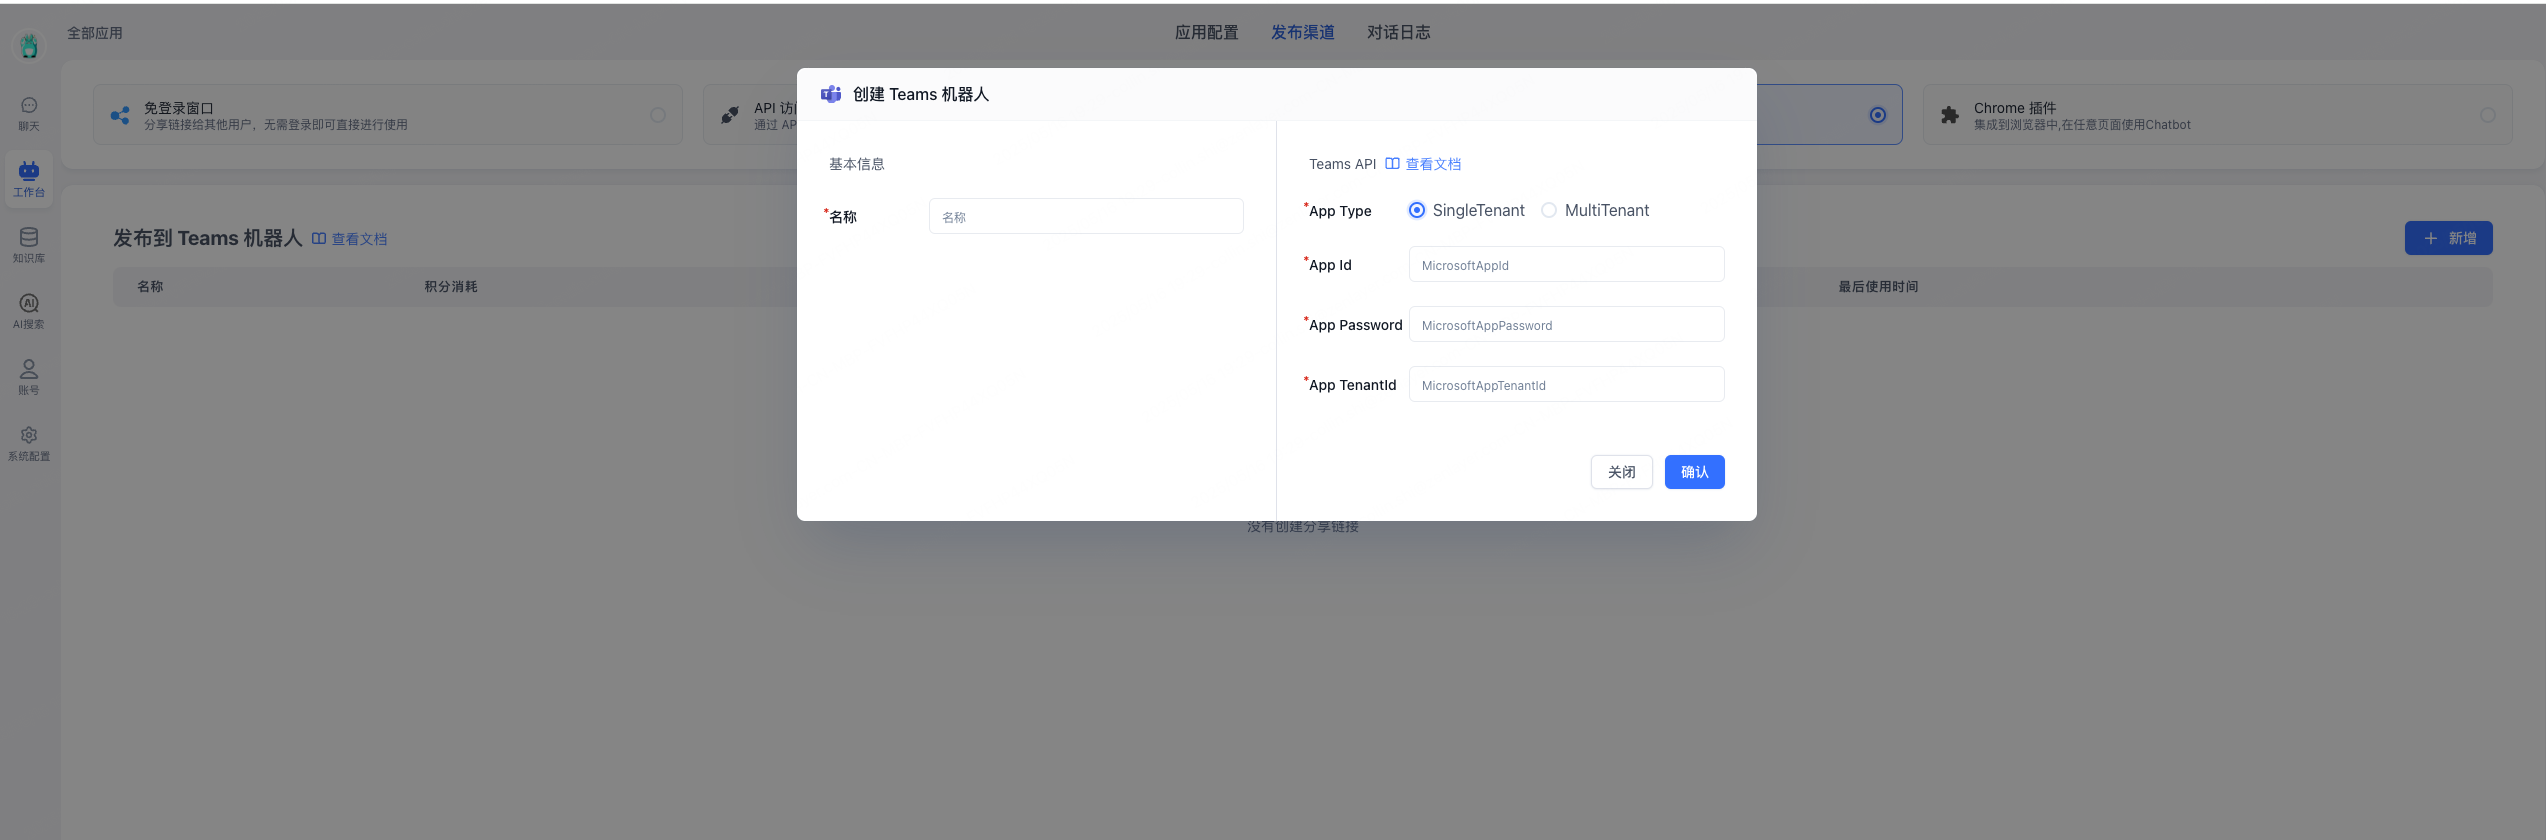 全部应用
应用配置 发布渠道 对话日志
聊天
工作台
知识库
AI搜索
账号
系统配置
免登录窗口
分享链接给其他用户，无需登录即可直接进行使用
API 访
通过 AP
Chrome 插件
集成到浏览器中,在任意页面使用Chatbot
发布到 Teams 机器人 查看文档
新增
名称 积分消耗 最后使用时间
没有创建分享链接
创建 Teams 机器人
基本信息
*名称 名称
Teams API 查看文档
*App Type SingleTenant MultiTenant
*App Id MicrosoftAppId
*App Password MicrosoftAppPassword
*App TenantId MicrosoftAppTenantId
关闭 确认